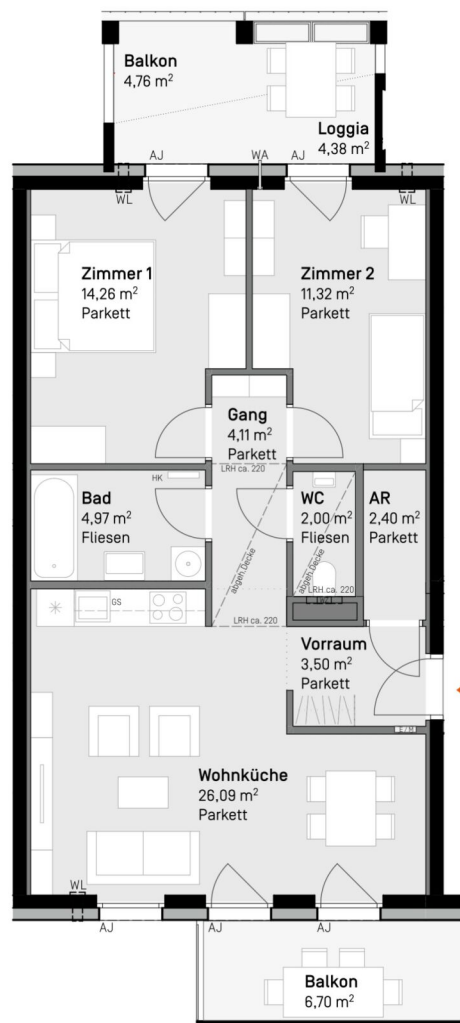 Balkon
4,76 m²
Loggia
4,38 m²
AJ
WA
AJ
WL
WL
Zimmer 1
14,26 m²
Parkett
Zimmer 2
11,32 m²
Parkett
Gang
4,11 m²
Parkett
LRH ca. 220
HK
Bad
4,97 m²
Fliesen
WC
2,00 m²
Fliesen
AR
2,40 m²
Parkett
abgeh.Decke
abgeh.Decke
LRH ca. 220
GS
LRH ca. 220
Vorraum
3,50 m²
Parkett
E/M
Wohnküche
26,09 m²
Parkett
WL
AJ
AJ
AJ
Balkon
6,70 m²